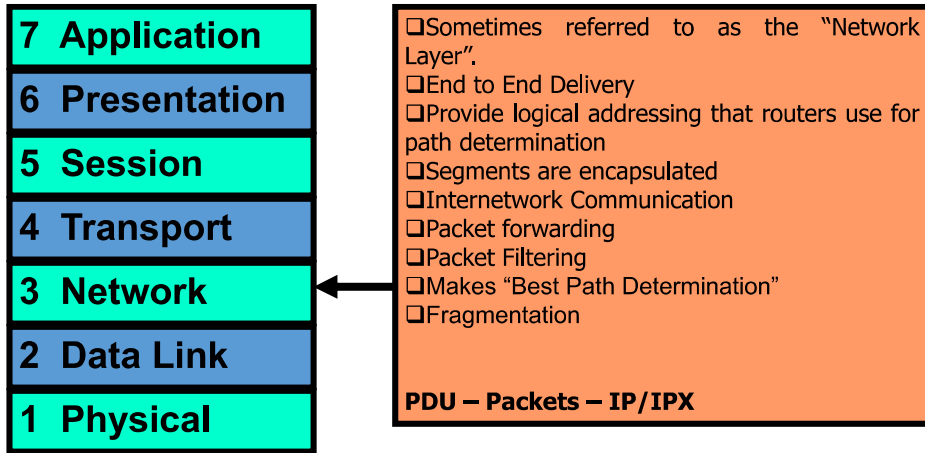 7 Application
6 Presentation
5 Session
4 Transport
3 Network
2 Data Link
1 Physical
❑Sometimes referred to as the “Network
Layer”.
❑End to End Delivery
❑Provide logical addressing that routers use for
path determination
❑Segments are encapsulated
❑Internetwork Communication
❑Packet forwarding
❑Packet Filtering
❑Makes “Best Path Determination”
❑Fragmentation
PDU – Packets – IP/IPX